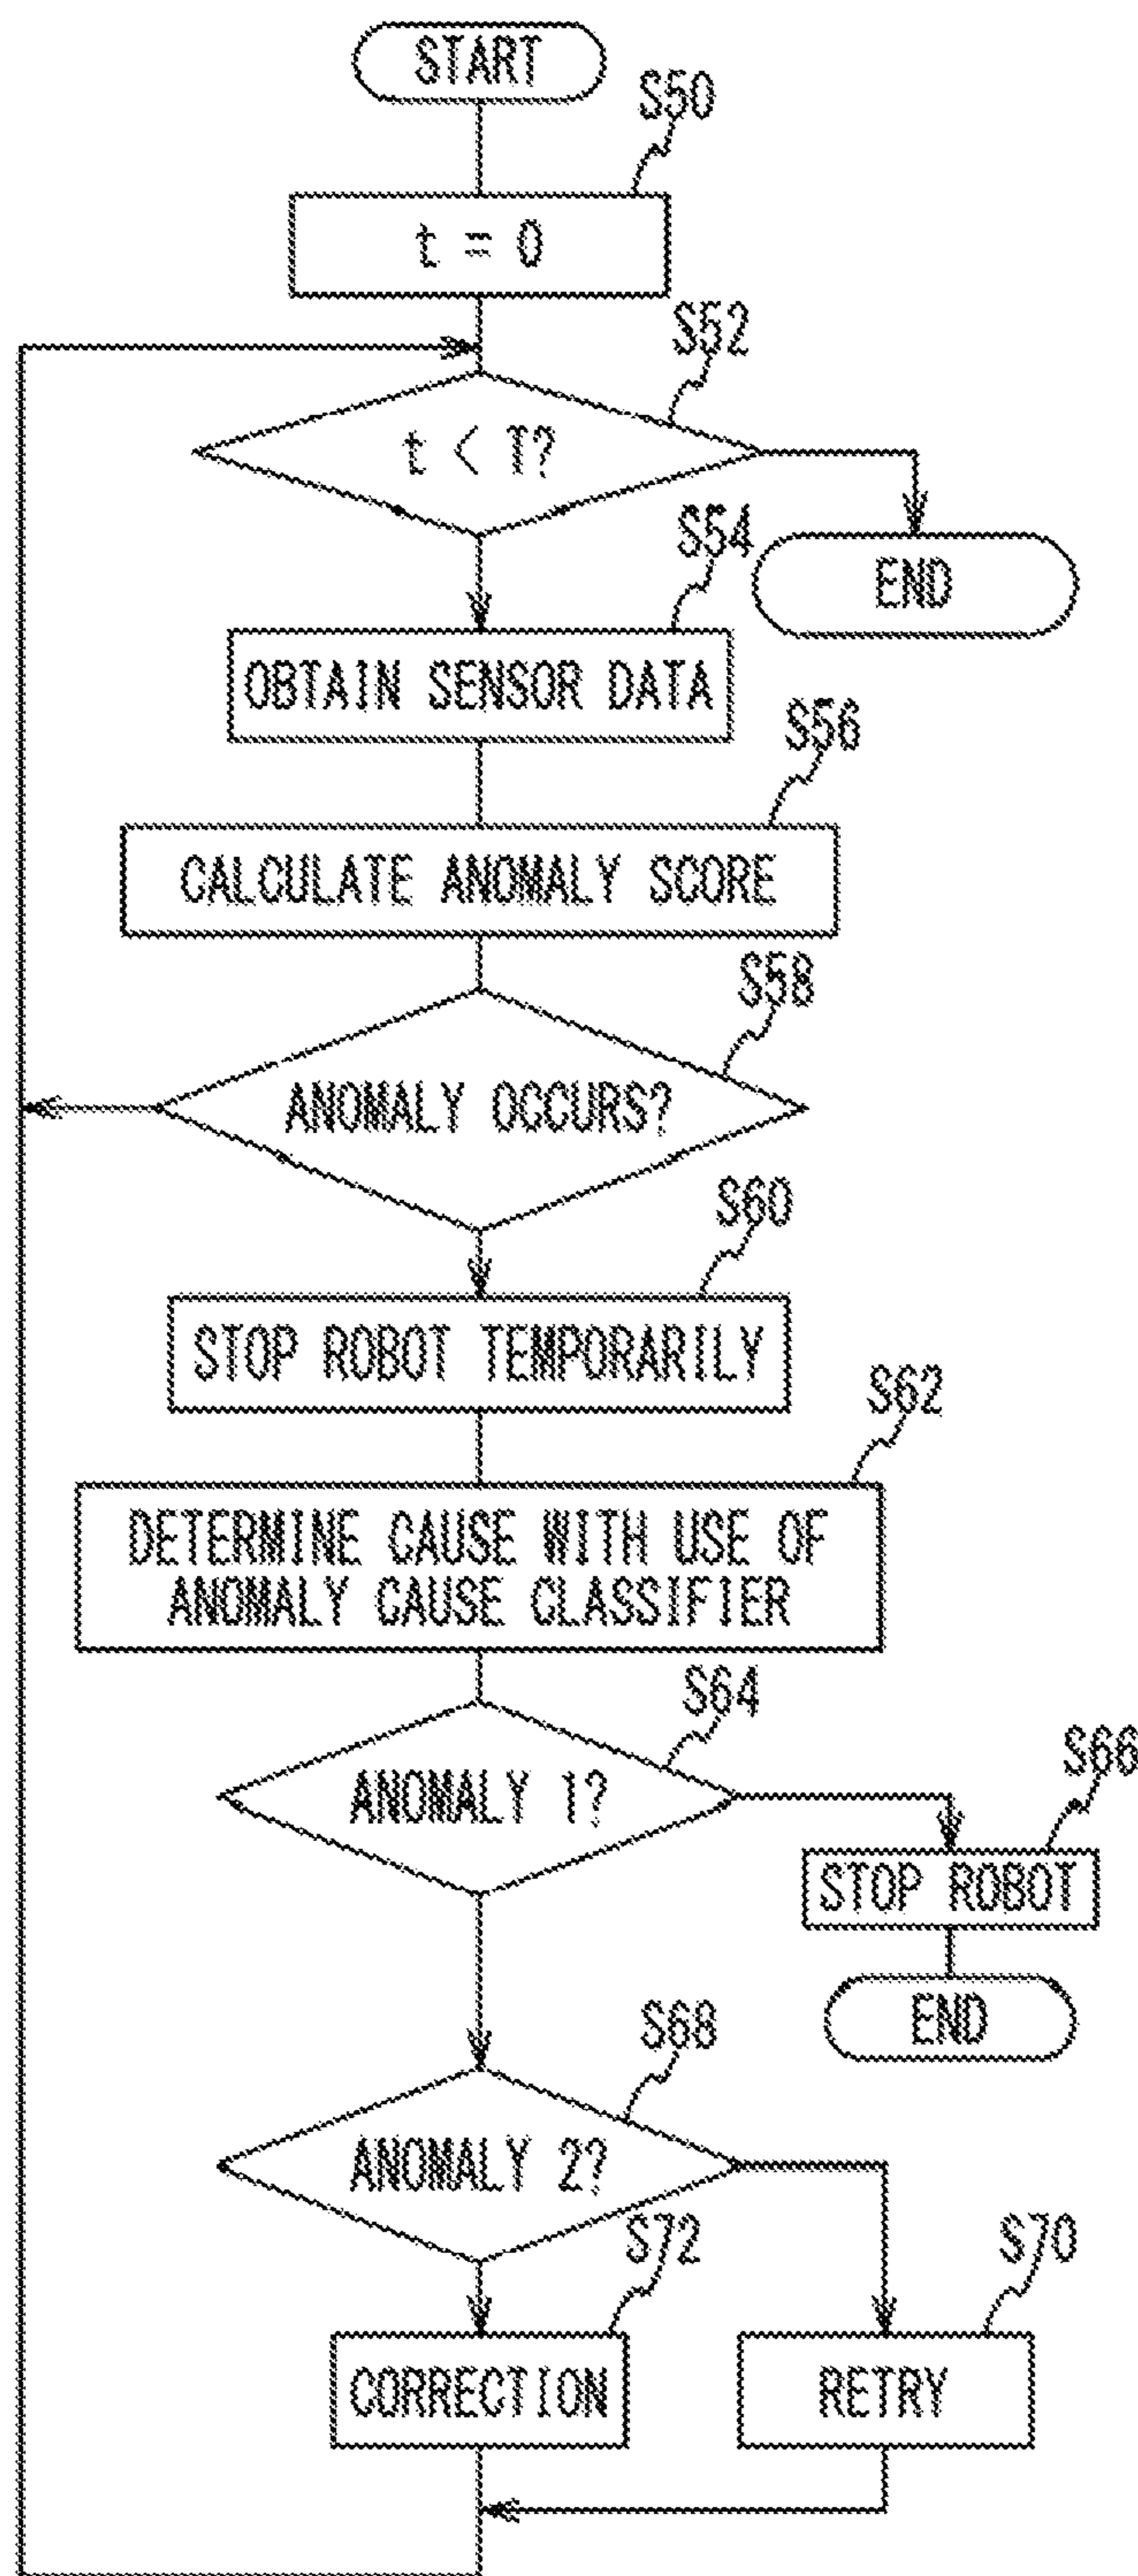 START
S50
t = 0
S52
t < T?
S54
END
OBTAIN SENSOR DATA
S56
CALCULATE ANOMALY SCORE
S58
ANOMALY OCCURS?
S60
STOP ROBOT TEMPORARILY
S62
DETERMINE CAUSE WITH USE OF
ANOMALY CAUSE CLASSIFIER
S64
ANOMALY 1?
S66
STOP ROBOT
END
S68
ANOMALY 2?
S72
S70
CORRECTION
RETRY